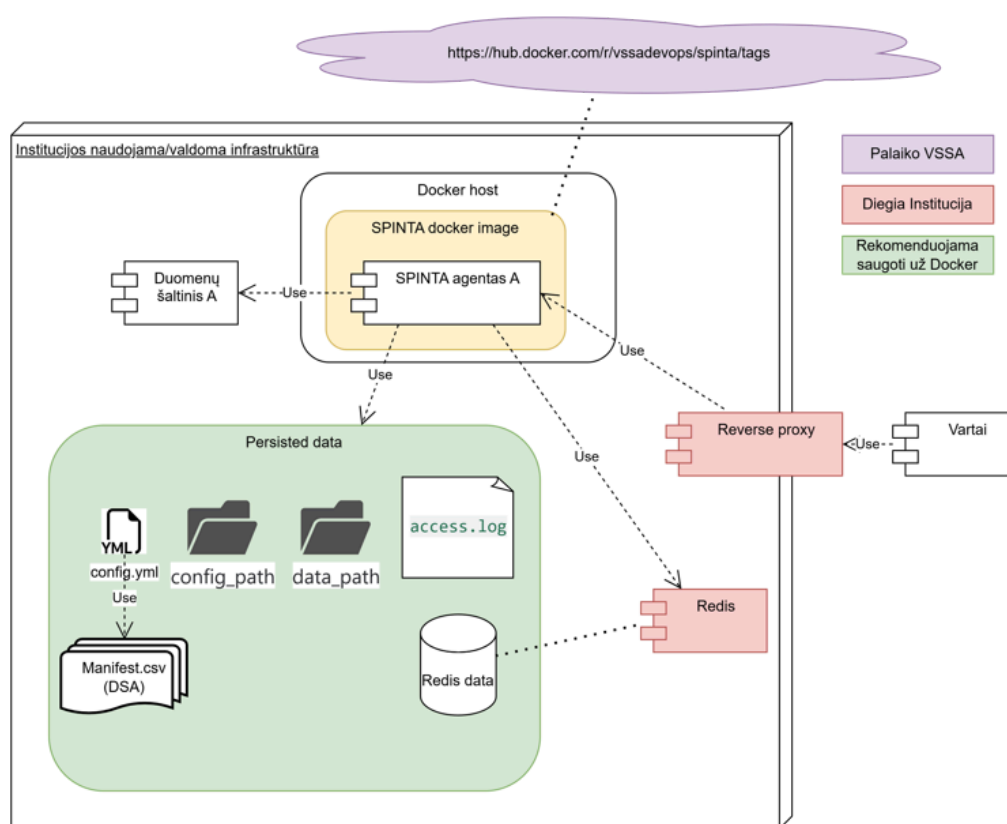 https://hub.docker.com/r/vssadevops/spinta/tags
Institucijos naudojama/valdoma infrastruktūra
Palaiko VSSA
Diegia Institucija
Rekomenduojama
saugoti už Docker
Docker host
SPINTA docker image
SPINTA agentas A
Duomenų
šaltinis A
Use
Use
Use
Use
Reverse proxy
Use
Vartai
Persisted data
YML
config.yml
config_path
data_path
access.log
Use
Manifest.csv
(DSA)
Redis data
Redis